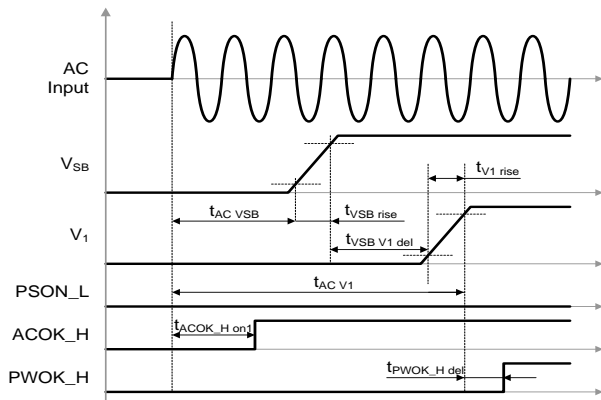 AC
Input
VSB
tV1 rise
tAC VSB
tVSB rise
V1
tVSB V1 del
tAC V1
PSON_L
ACOK_H
tACOK_H on1
PWOK_H
tPWOK_H del